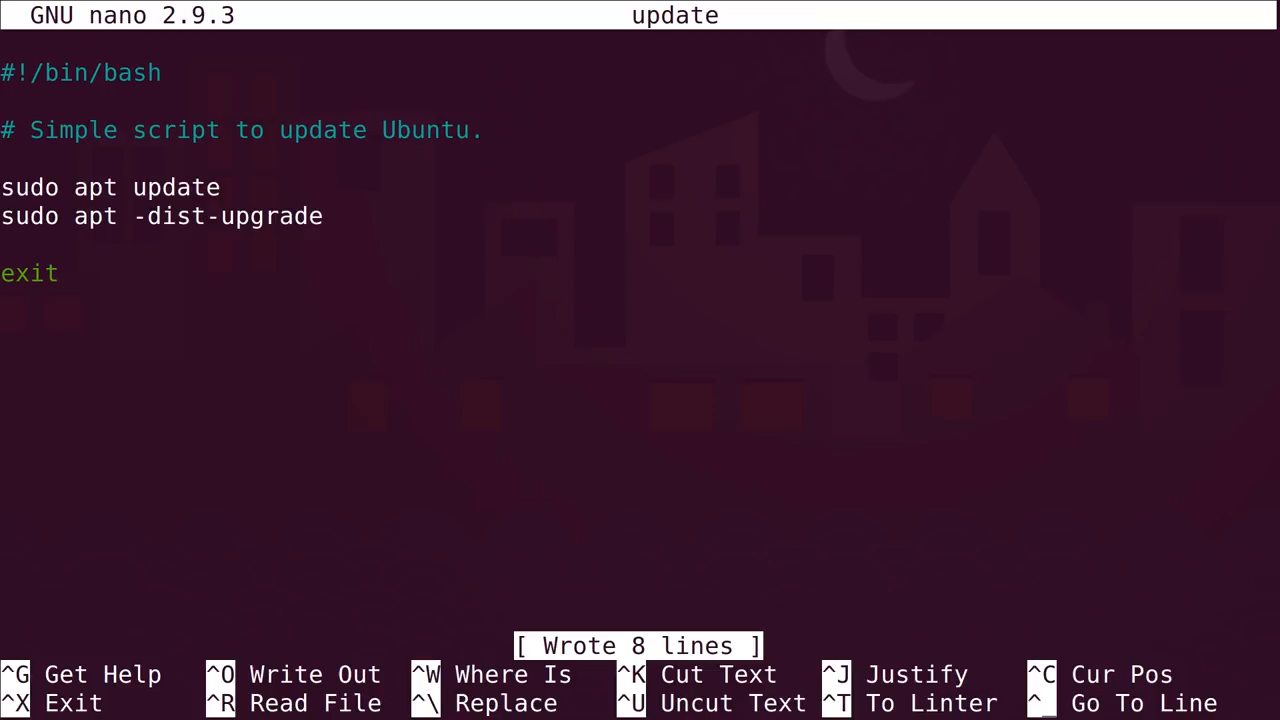 GNU nano 2.9.3 update
#!/bin/bash
# Simple script to update Ubuntu.
sudo apt update
sudo apt -dist-upgrade
exit
[ Wrote 8 lines ]
^G Get Help ^O Write Out ^W Where Is ^K Cut Text ^J Justify ^C Cur Pos
^X Exit ^R Read File ^\ Replace ^U Uncut Text ^T To Linter ^_ Go To Line